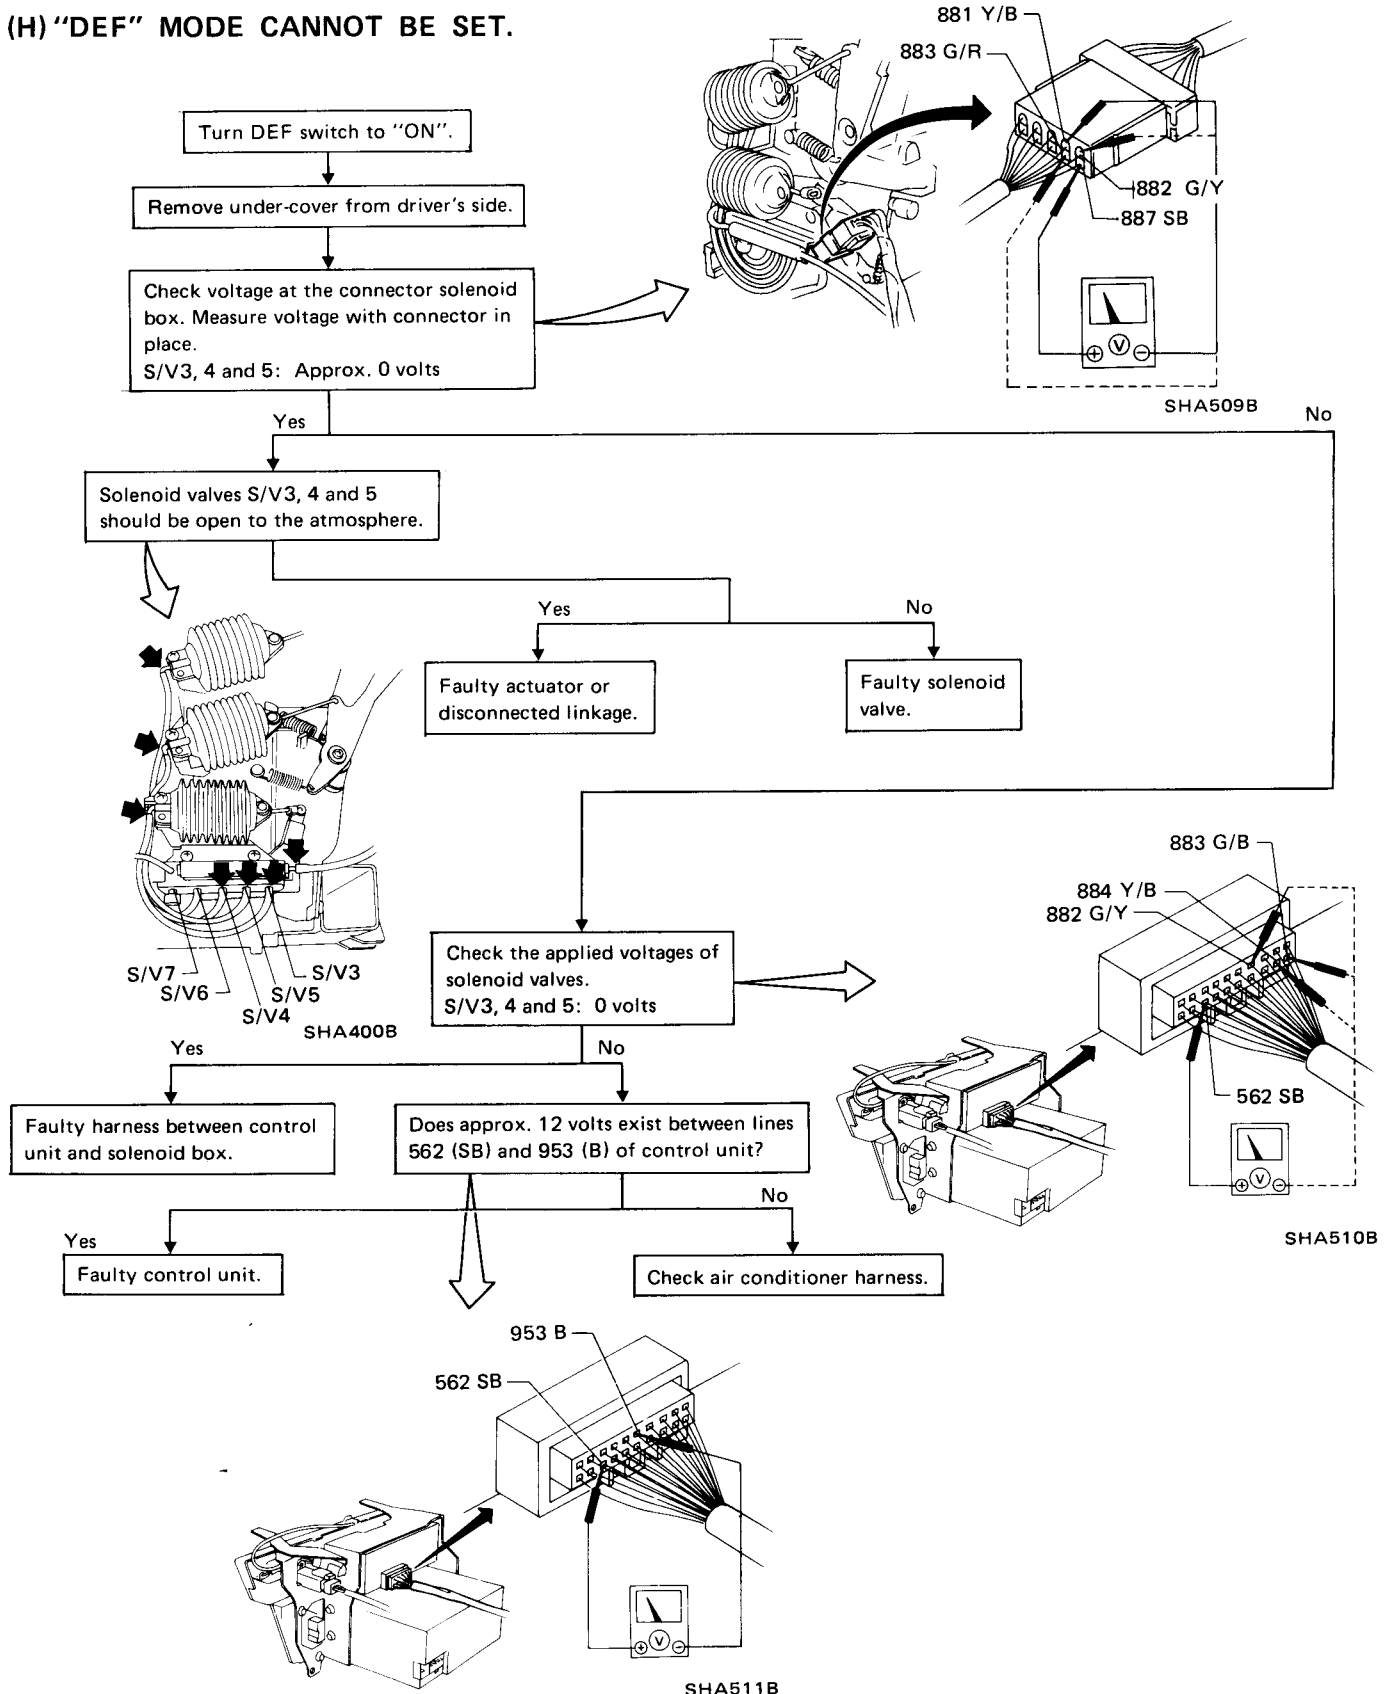 (H) "DEF" MODE CANNOT BE SET.
Turn DEF switch to "ON".
Remove under-cover from driver's side.
Check voltage at the connector solenoid
box. Measure voltage with connector in
place.
S/V3, 4 and 5: Approx. 0 volts
881 Y/B
883 G/R
882 G/Y
887 SB
V
SHA509B
Yes
No
Solenoid valves S/V3, 4 and 5
should be open to the atmosphere.
Yes
No
Faulty actuator or
disconnected linkage.
Faulty solenoid
valve.
S/V7
S/V6
S/V4
S/V5
S/V3
SHA400B
Check the applied voltages of
solenoid valves.
S/V3, 4 and 5: 0 volts
883 G/B
884 Y/B
882 G/Y
562 SB
V
SHA510B
Yes
No
Faulty harness between control
unit and solenoid box.
Does approx. 12 volts exist between lines
562 (SB) and 953 (B) of control unit?
Yes
No
Faulty control unit.
Check air conditioner harness.
953 B
562 SB
V
SHA511B